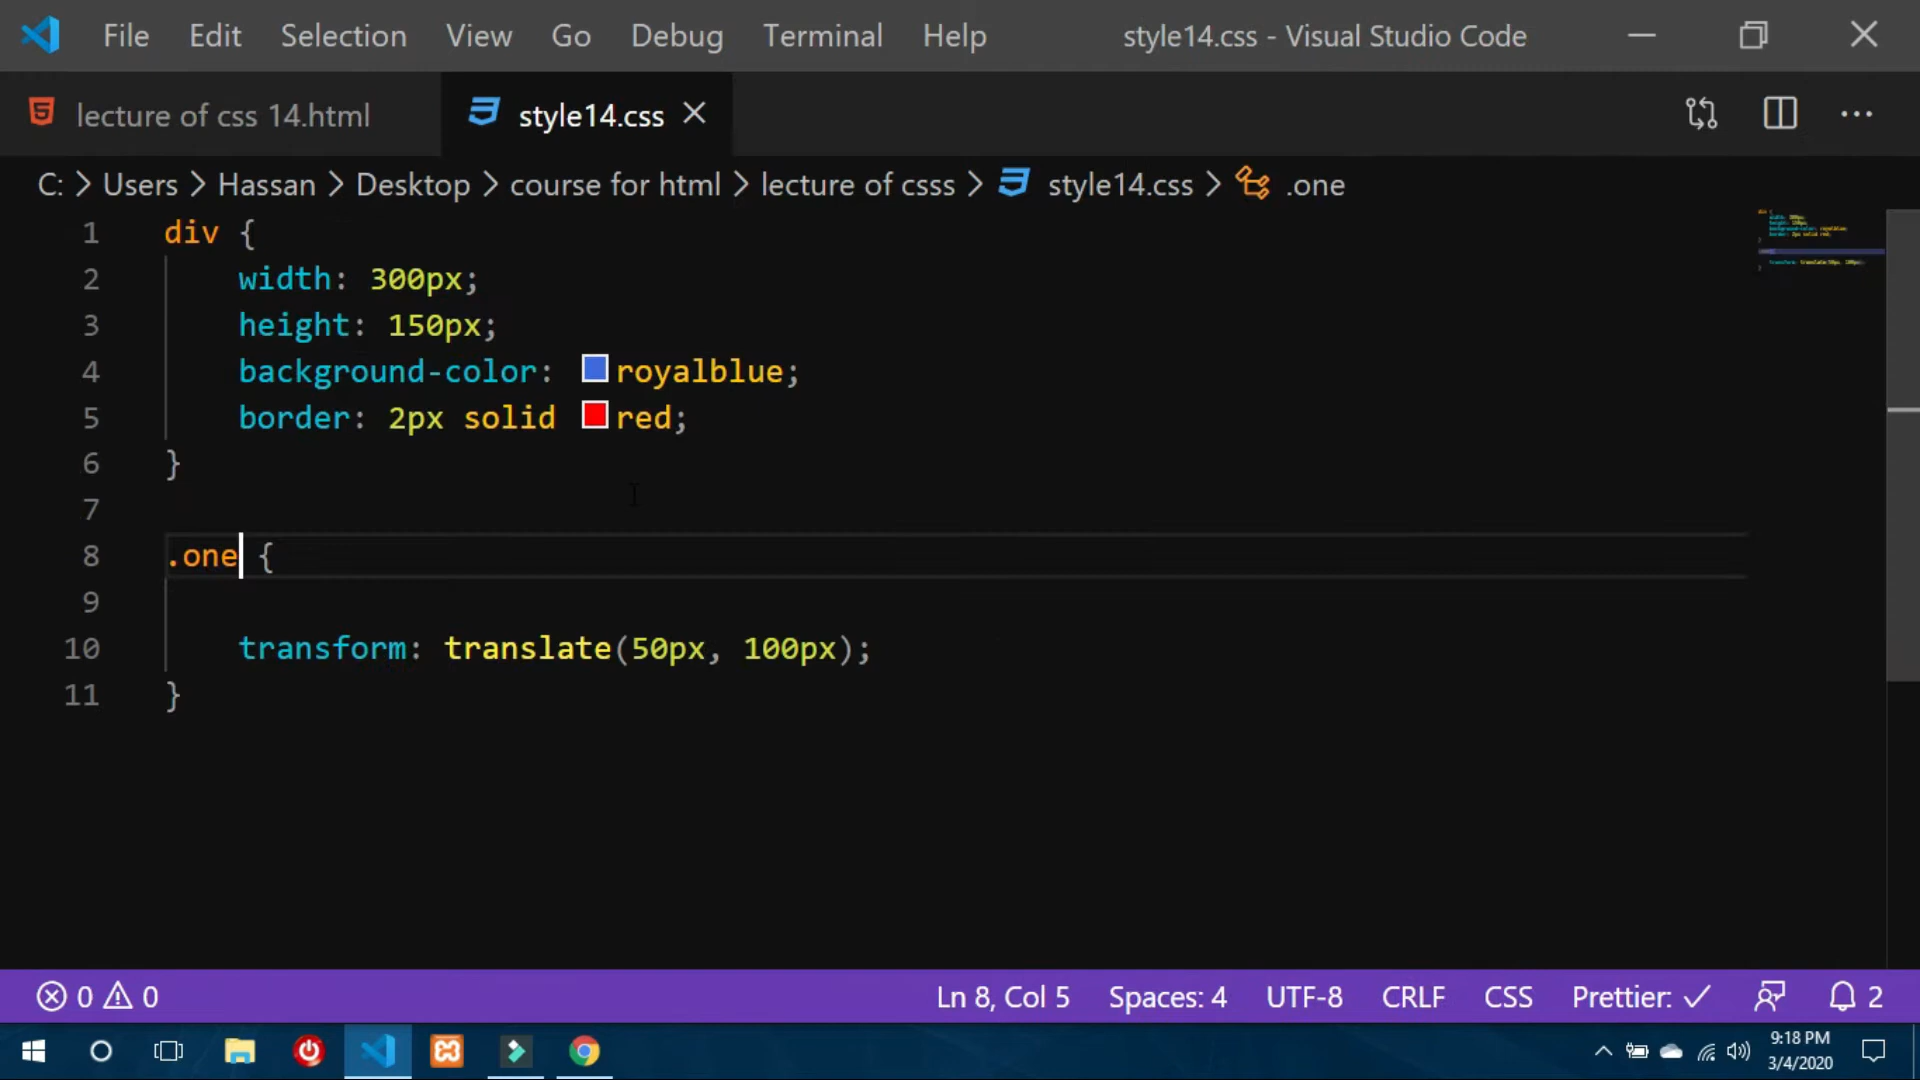 File Edit Selection View Go Debug Terminal Help style14.css - Visual Studio Code
lecture of css 14.html style14.css
C: > Users > Hassan > Desktop > course for html > lecture of csss > style14.css > .one
1 div {
2 width: 300px;
3 height: 150px;
4 background-color: royalblue;
5 border: 2px solid red;
6 }
7
8 .one {
9
10 transform: translate(50px, 100px);
11 }
0 0 Ln 8, Col 5 Spaces: 4 UTF-8 CRLF CSS Prettier: ✓ 2
9:18 PM
3/4/2020